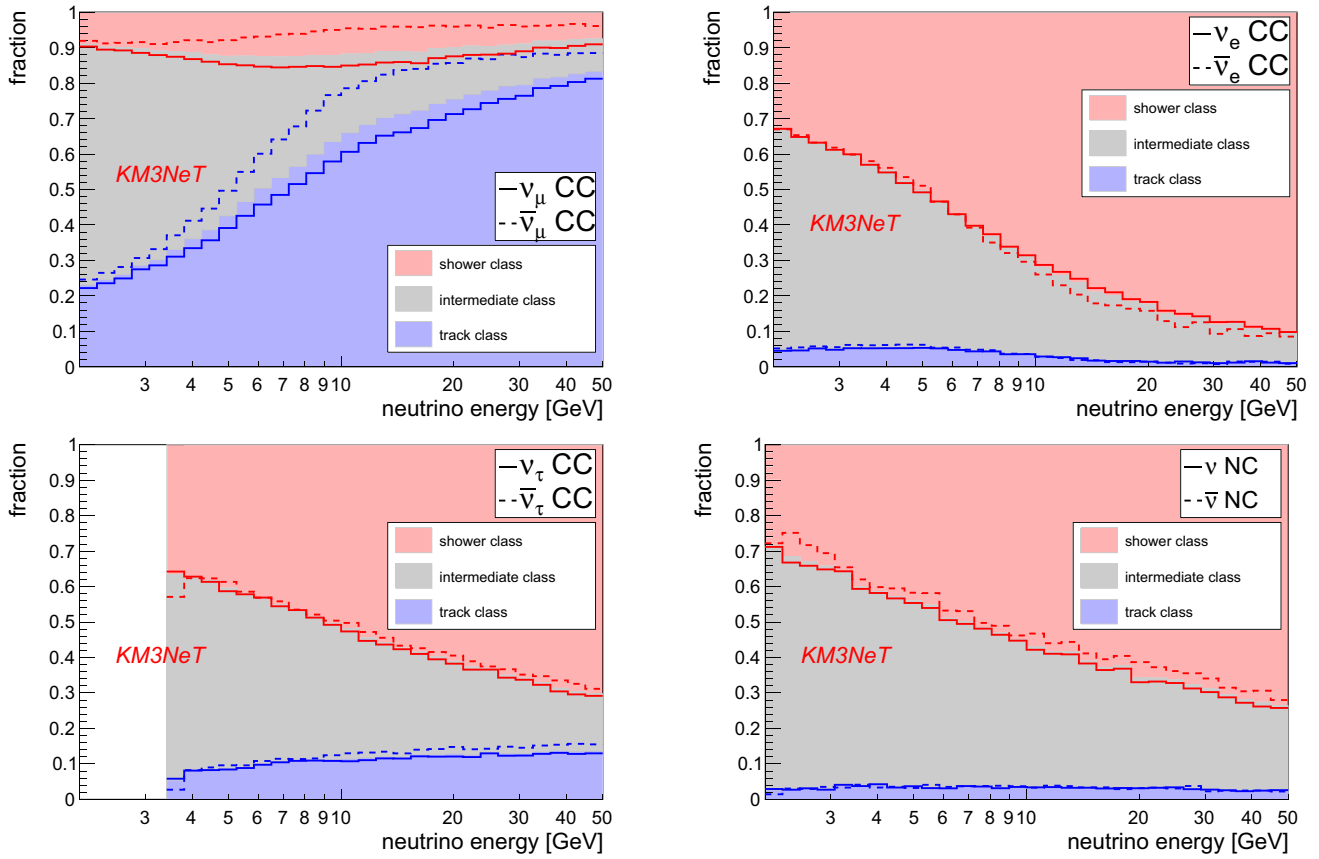 fraction
1
0.9
0.8
0.7
0.6
0.5
0.4
0.3
0.2
0.1
0
KM3NeT
ν_μ CC
ν̄_μ CC
shower class
intermediate class
track class
3 4 5 6 7 8 9 10 20 30 40 50
neutrino energy [GeV]
fraction
1
0.9
0.8
0.7
0.6
0.5
0.4
0.3
0.2
0.1
0
KM3NeT
ν_e CC
ν̄_e CC
shower class
intermediate class
track class
3 4 5 6 7 8 9 10 20 30 40 50
neutrino energy [GeV]
fraction
1
0.9
0.8
0.7
0.6
0.5
0.4
0.3
0.2
0.1
0
KM3NeT
ν_τ CC
ν̄_τ CC
shower class
intermediate class
track class
3 4 5 6 7 8 9 10 20 30 40 50
neutrino energy [GeV]
fraction
1
0.9
0.8
0.7
0.6
0.5
0.4
0.3
0.2
0.1
0
KM3NeT
ν NC
ν̄ NC
shower class
intermediate class
track class
3 4 5 6 7 8 9 10 20 30 40 50
neutrino energy [GeV]